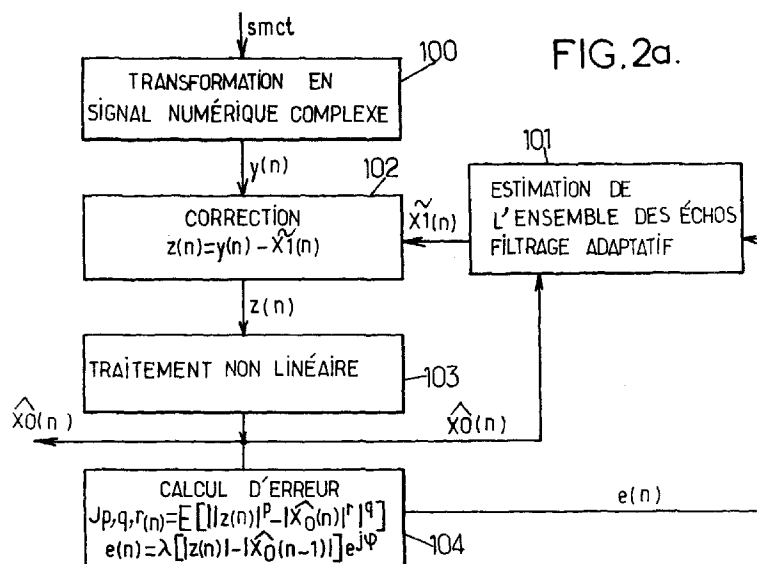 smct
FIG.2a.
100
TRANSFORMATION EN
SIGNAL NUMÉRIQUE COMPLEXE
y(n)
102
101
CORRECTION
z(n)=y(n)-X̃1(n)
X̃1(n)
ESTIMATION DE
L'ENSEMBLE DES ÉCHOS
FILTRAGE ADAPTATIF
z(n)
TRAITEMENT NON LINÉAIRE
103
X̂0(n)
X̂0(n)
CALCUL D'ERREUR
Jp,q,r(n)=E[||z(n)|ᵖ-|X̂0(n)|ʳ|^q]
e(n)=λ[|z(n)|-|X̂0(n-1)|]e^jφ
104
e(n)